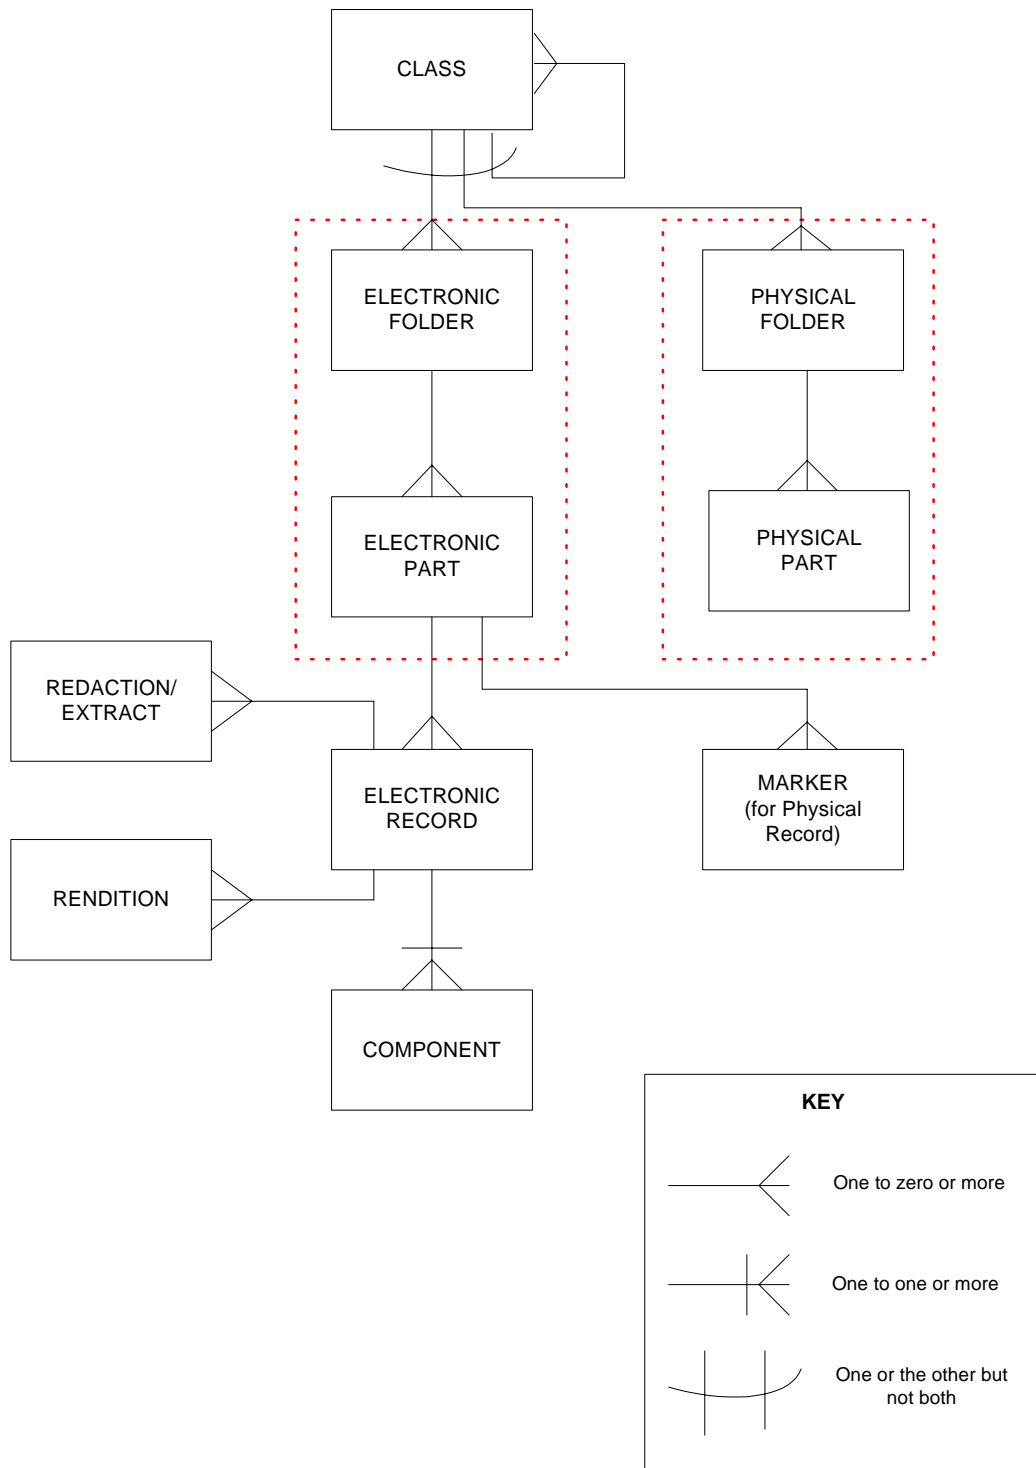 CLASS
ELECTRONIC
FOLDER
PHYSICAL
FOLDER
ELECTRONIC
PART
PHYSICAL
PART
REDACTION/
EXTRACT
ELECTRONIC
RECORD
MARKER
(for Physical
Record)
RENDITION
COMPONENT
KEY
One to zero or more
One to one or more
One or the other but
not both